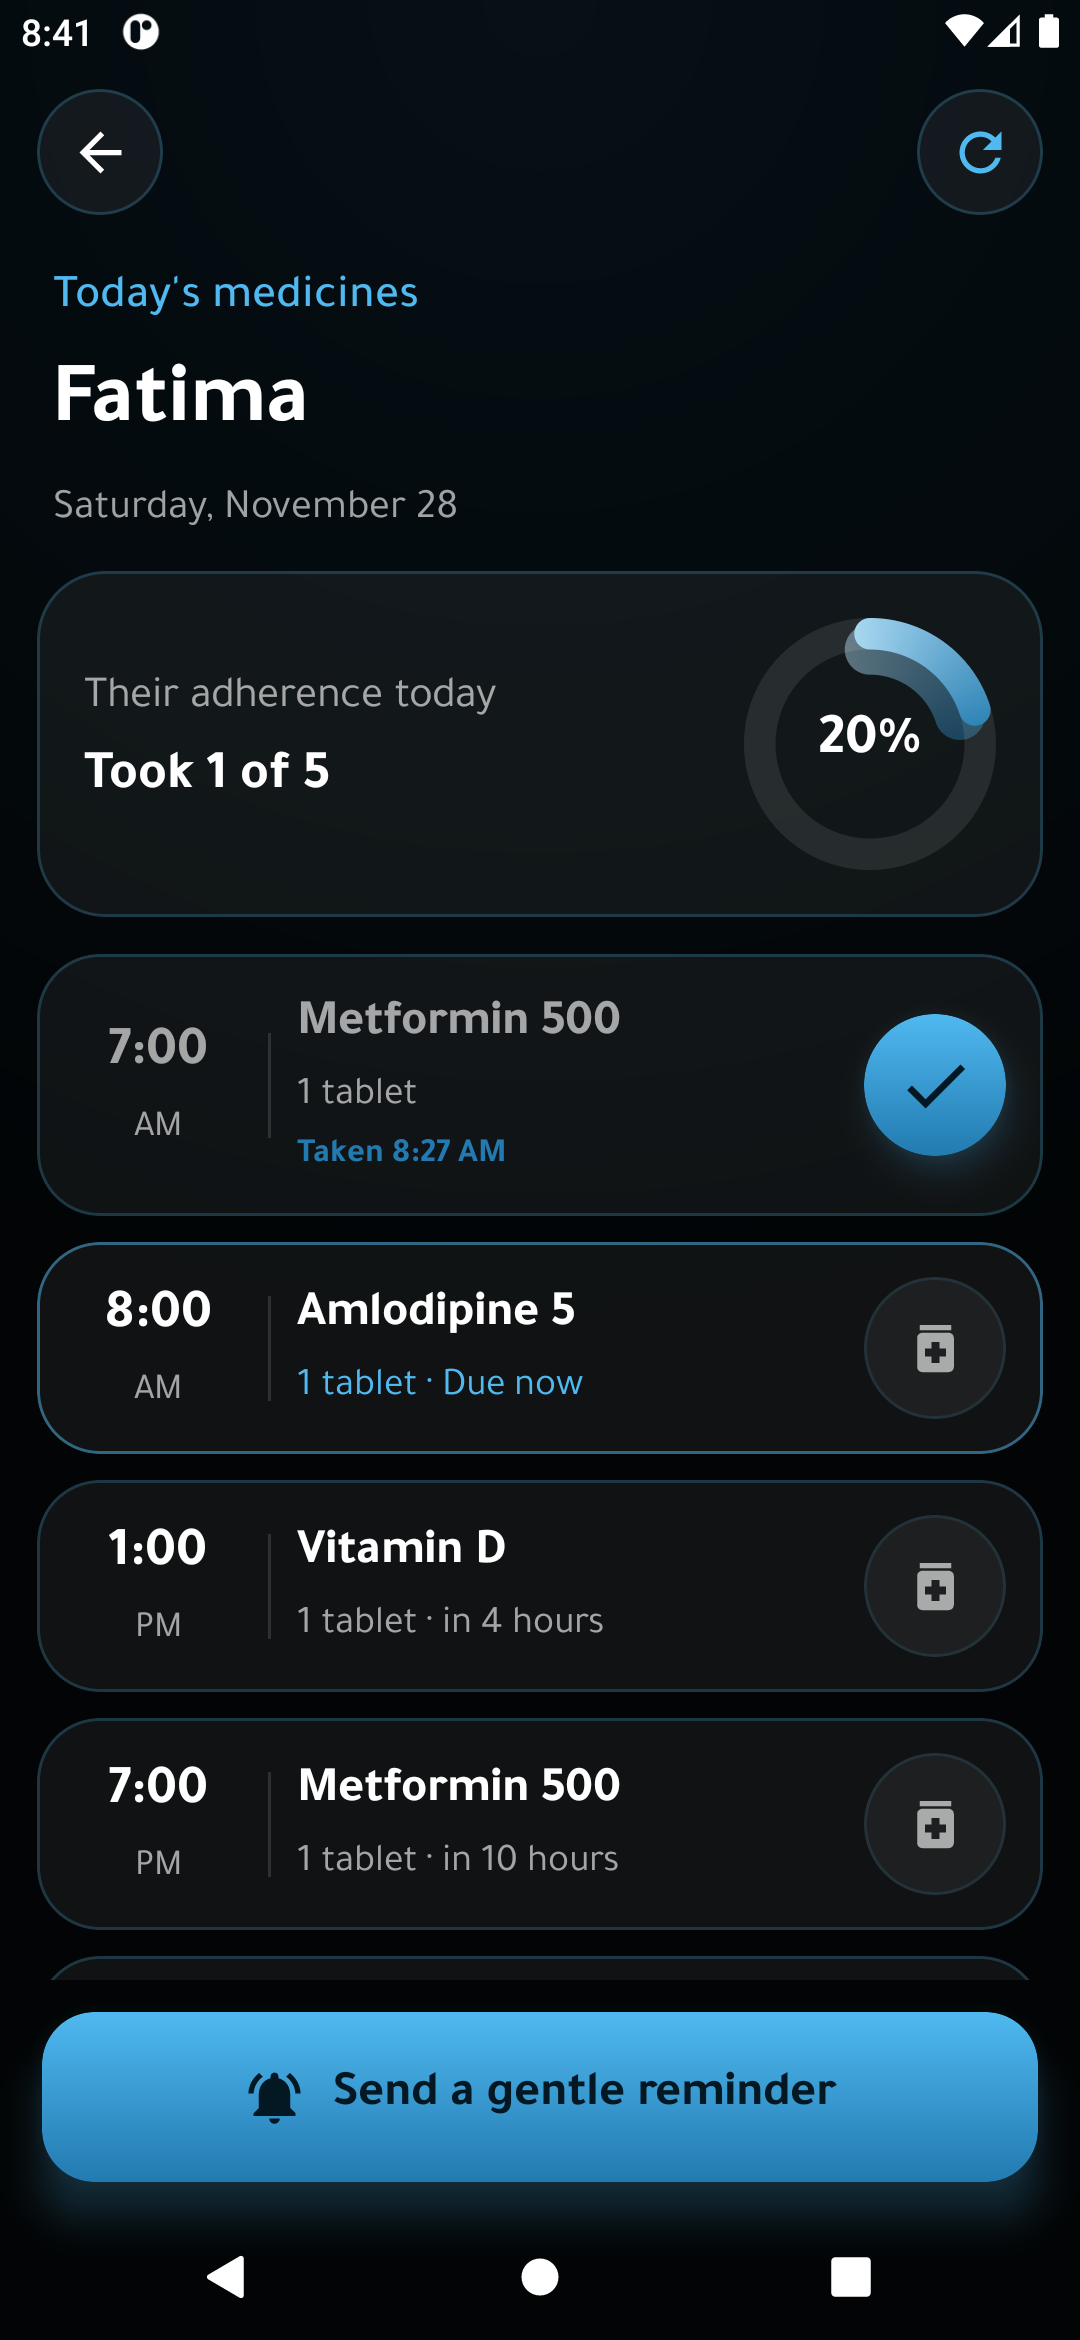 8:41
Today's medicines
Fatima
Saturday, November 28
Their adherence today
Took 1 of 5
20%
7:00
AM
Metformin 500
1 tablet
Taken 8:27 AM
8:00
AM
Amlodipine 5
1 tablet · Due now
1:00
PM
Vitamin D
1 tablet · in 4 hours
7:00
PM
Metformin 500
1 tablet · in 10 hours
Send a gentle reminder